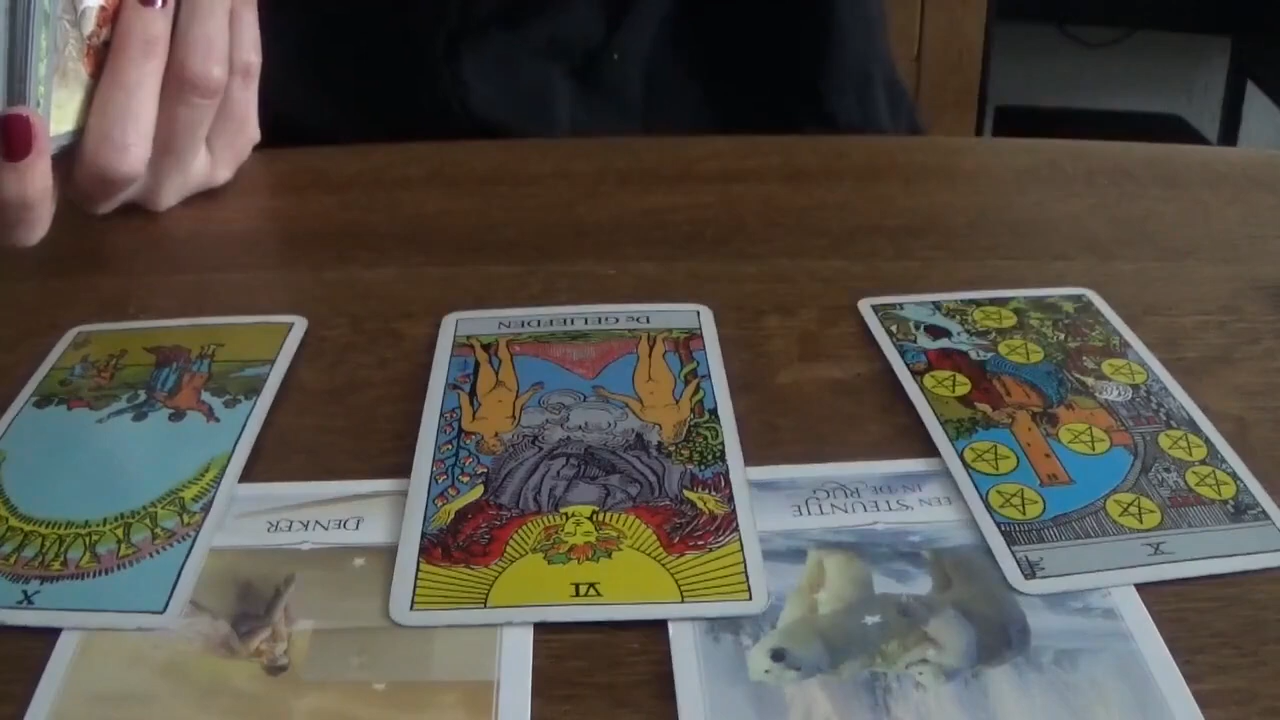 De GELIEFDEN
VI
X
X
DENKER
EEN STEUNTJE
IN DE RUG